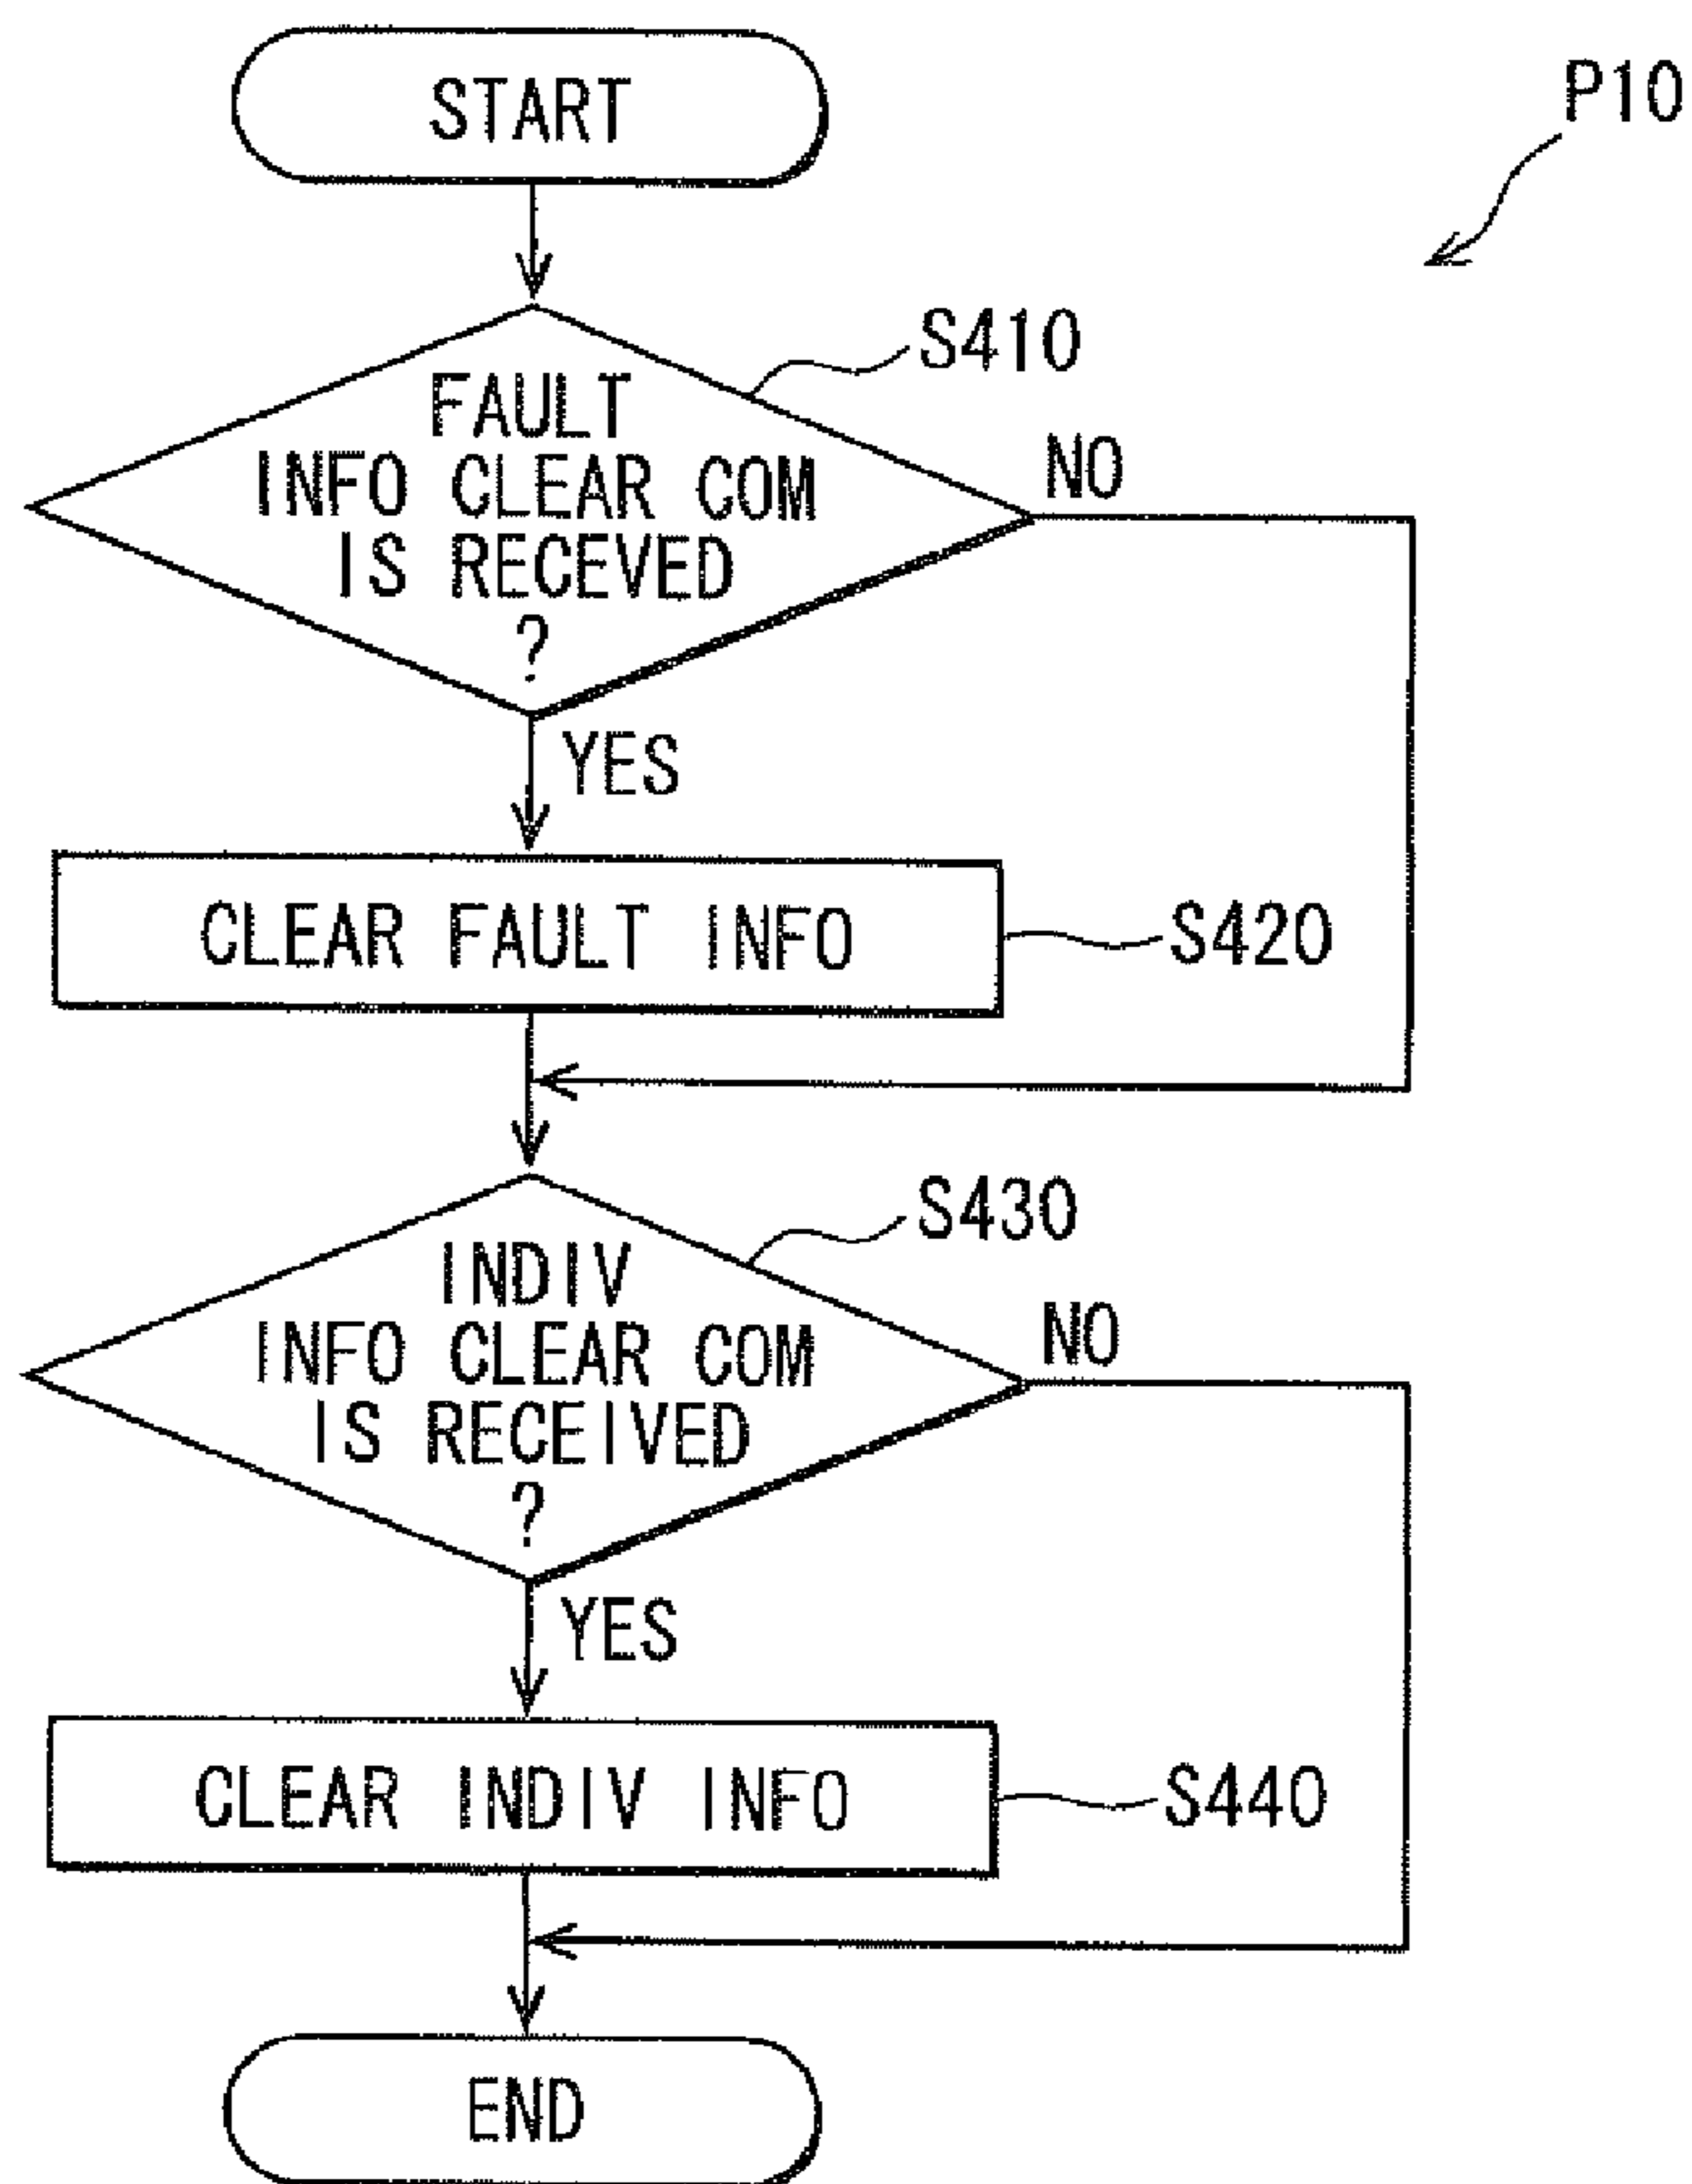 START
P10
S410
FAULT
INFO CLEAR COM
IS RECEVED
?
NO
YES
CLEAR FAULT INFO
S420
S430
INDIV
INFO CLEAR COM
IS RECEIVED
?
NO
YES
CLEAR INDIV INFO
S440
END